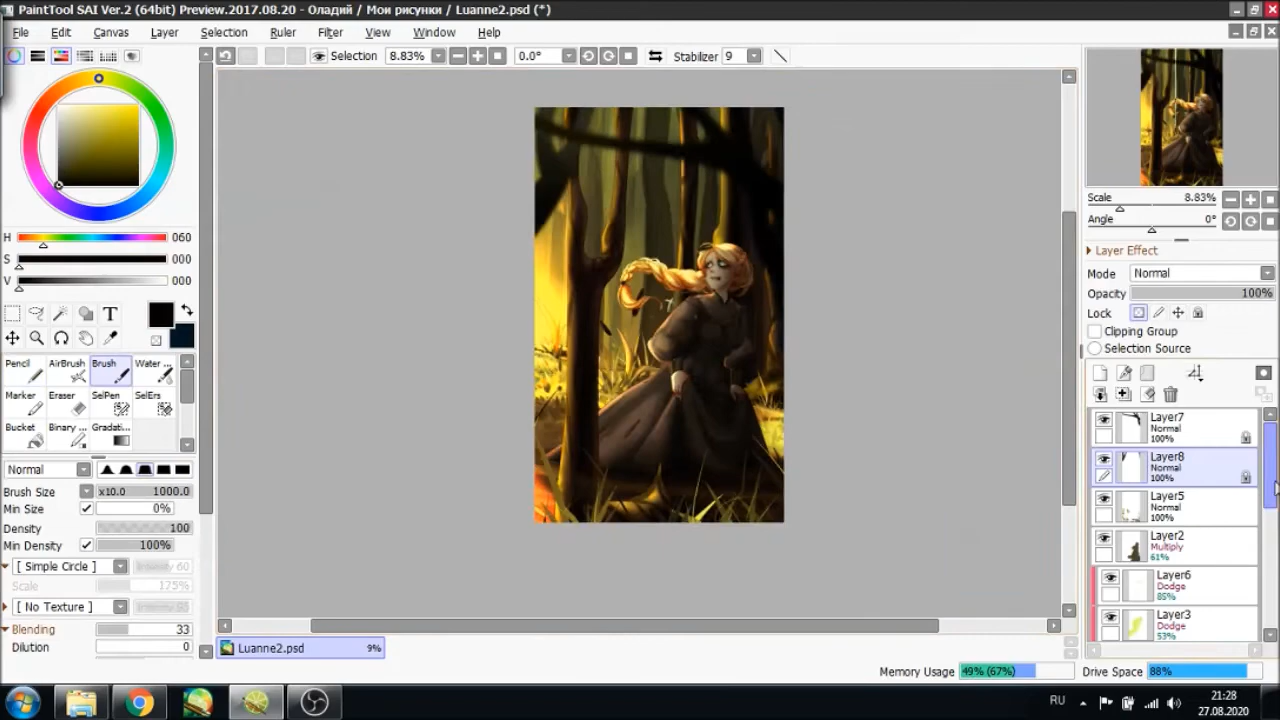 PaintTool SAI Ver.2 (64bit) Preview.2017.08.20 - Оладий / Мои рисунки / Luanne2.psd (*)
File Edit Canvas Layer Selection Ruler Filter View Window Help
Selection 8.83% 0.0° Stabilizer 9
Scale 8.83%
Angle 0°
Layer Effect
Mode Normal
Opacity 100%
Lock
Clipping Group
Selection Source
H 060
S 000
V 000
T
Pencil AirBrush Brush Water ...
Marker Eraser SelPen SelErs
Bucket Binary ... Gradati...
Normal
Brush Size x10.0 1000.0
Min Size 0%
Density 100
Min Density 100%
[ Simple Circle ] Intensity 60
Scale 175%
[ No Texture ]
Blending 33
Dilution 0
Layer7
Normal
100%
Layer8
Normal
100%
Layer5
Normal
100%
Layer2
Multiply
61%
Layer6
Dodge
85%
Layer3
Dodge
53%
Luanne2.psd 9%
Memory Usage 49% (67%) Drive Space 88%
RU
21:28
27.08.2020